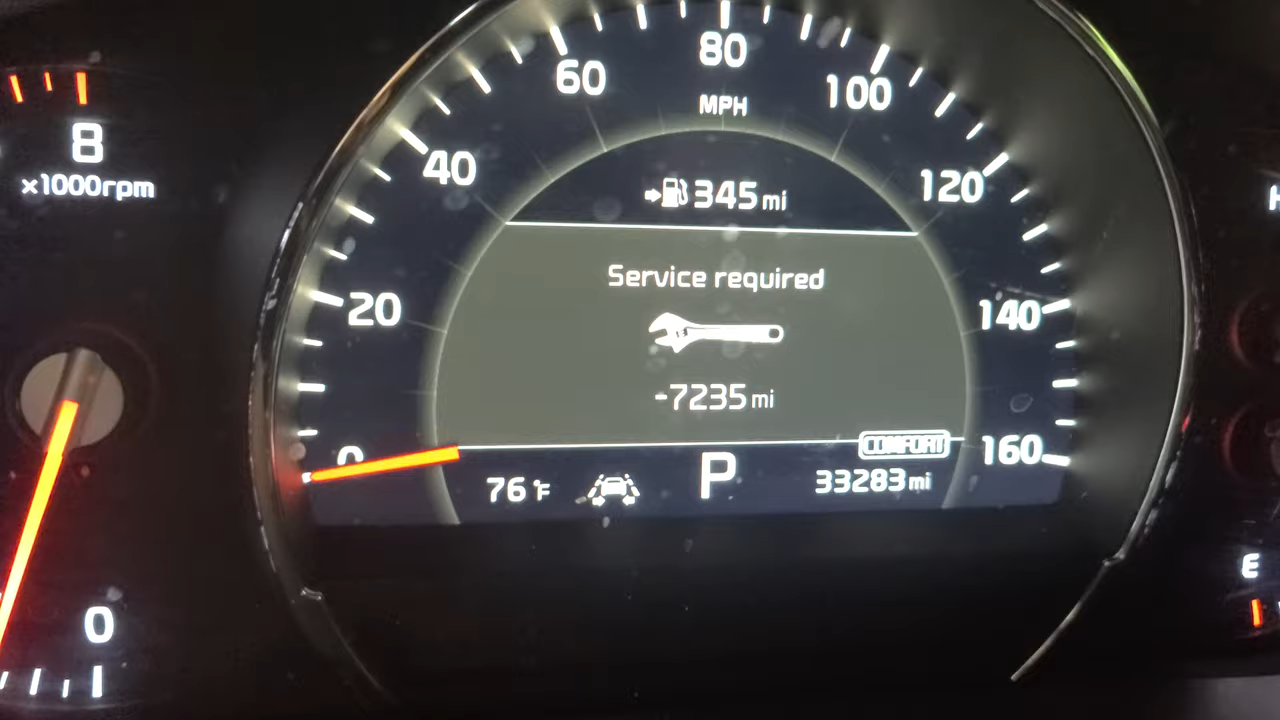 80
60
100
MPH
8
40
120
x1000rpm
345 mi
H
Service required
20
140
-7235 mi
COMFORT
0
160
P
76 °F
33283 mi
E
0